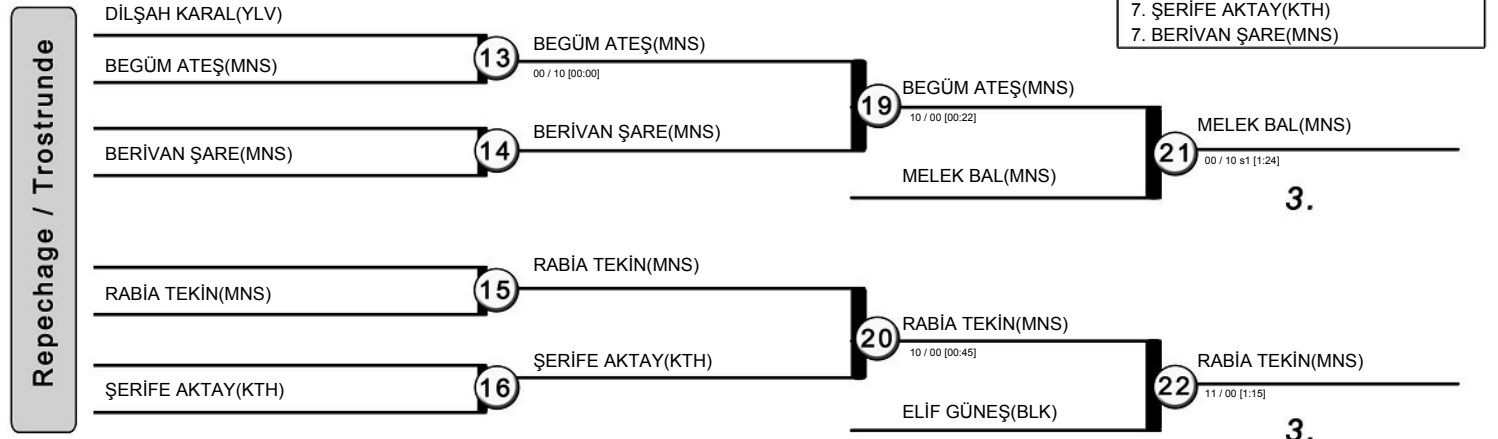 Repechage / Trostrunde
DİLŞAH KARAL(YLV)
BEGÜM ATEŞ(MNS)
13
BEGÜM ATEŞ(MNS)
00 / 10 [00:00]
BERİVAN ŞARE(MNS)
14
BERİVAN ŞARE(MNS)
19
BEGÜM ATEŞ(MNS)
10 / 00 [00:22]
MELEK BAL(MNS)
21
MELEK BAL(MNS)
00 / 10 s1 [1:24]
3.
RABİA TEKİN(MNS)
15
RABİA TEKİN(MNS)
ŞERİFE AKTAY(KTH)
16
ŞERİFE AKTAY(KTH)
20
RABİA TEKİN(MNS)
10 / 00 [00:45]
ELİF GÜNEŞ(BLK)
22
RABİA TEKİN(MNS)
11 / 00 [1:15]
3.
7. ŞERİFE AKTAY(KTH)
7. BERİVAN ŞARE(MNS)